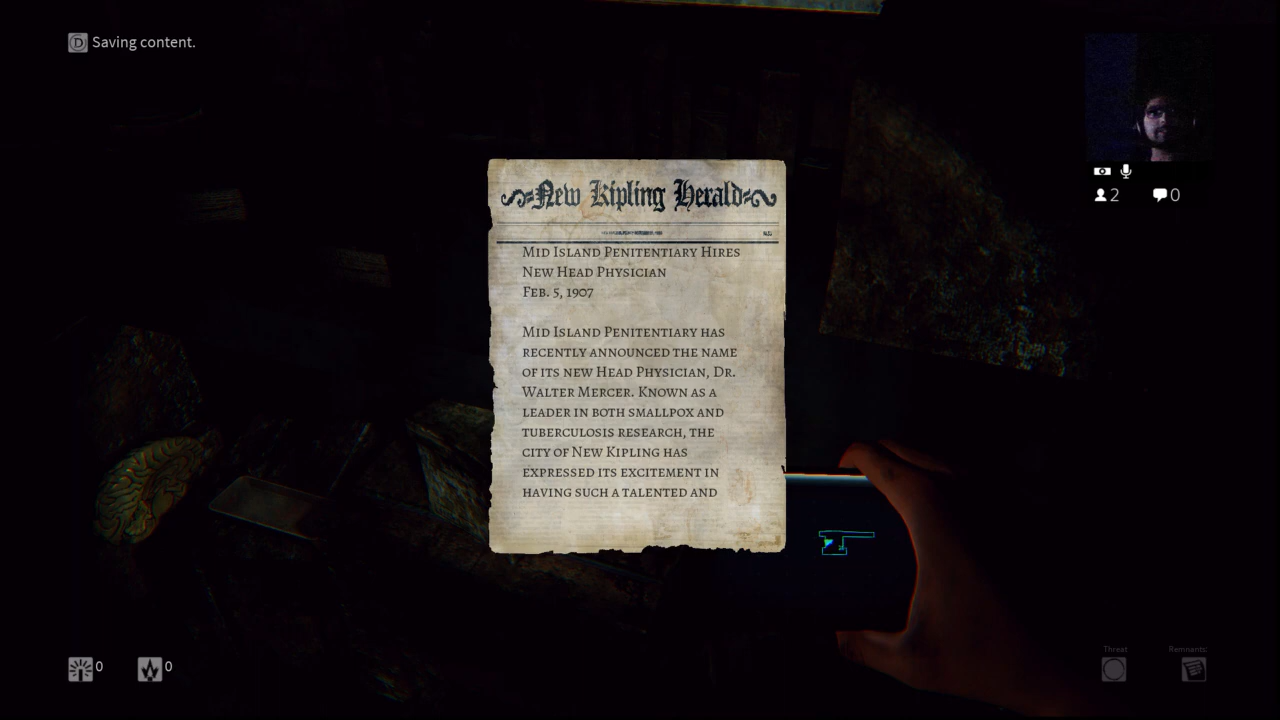 Saving content.
2
0
New Kipling Herald
Mid Island Penitentiary Hires
New Head Physician
Feb. 5, 1907
Mid Island Penitentiary has
recently announced the name
of its new Head Physician, Dr.
Walter Mercer. Known as a
leader in both smallpox and
tuberculosis research, the
city of New Kipling has
expressed its excitement in
having such a talented and
0
0
Threat
Remnants: